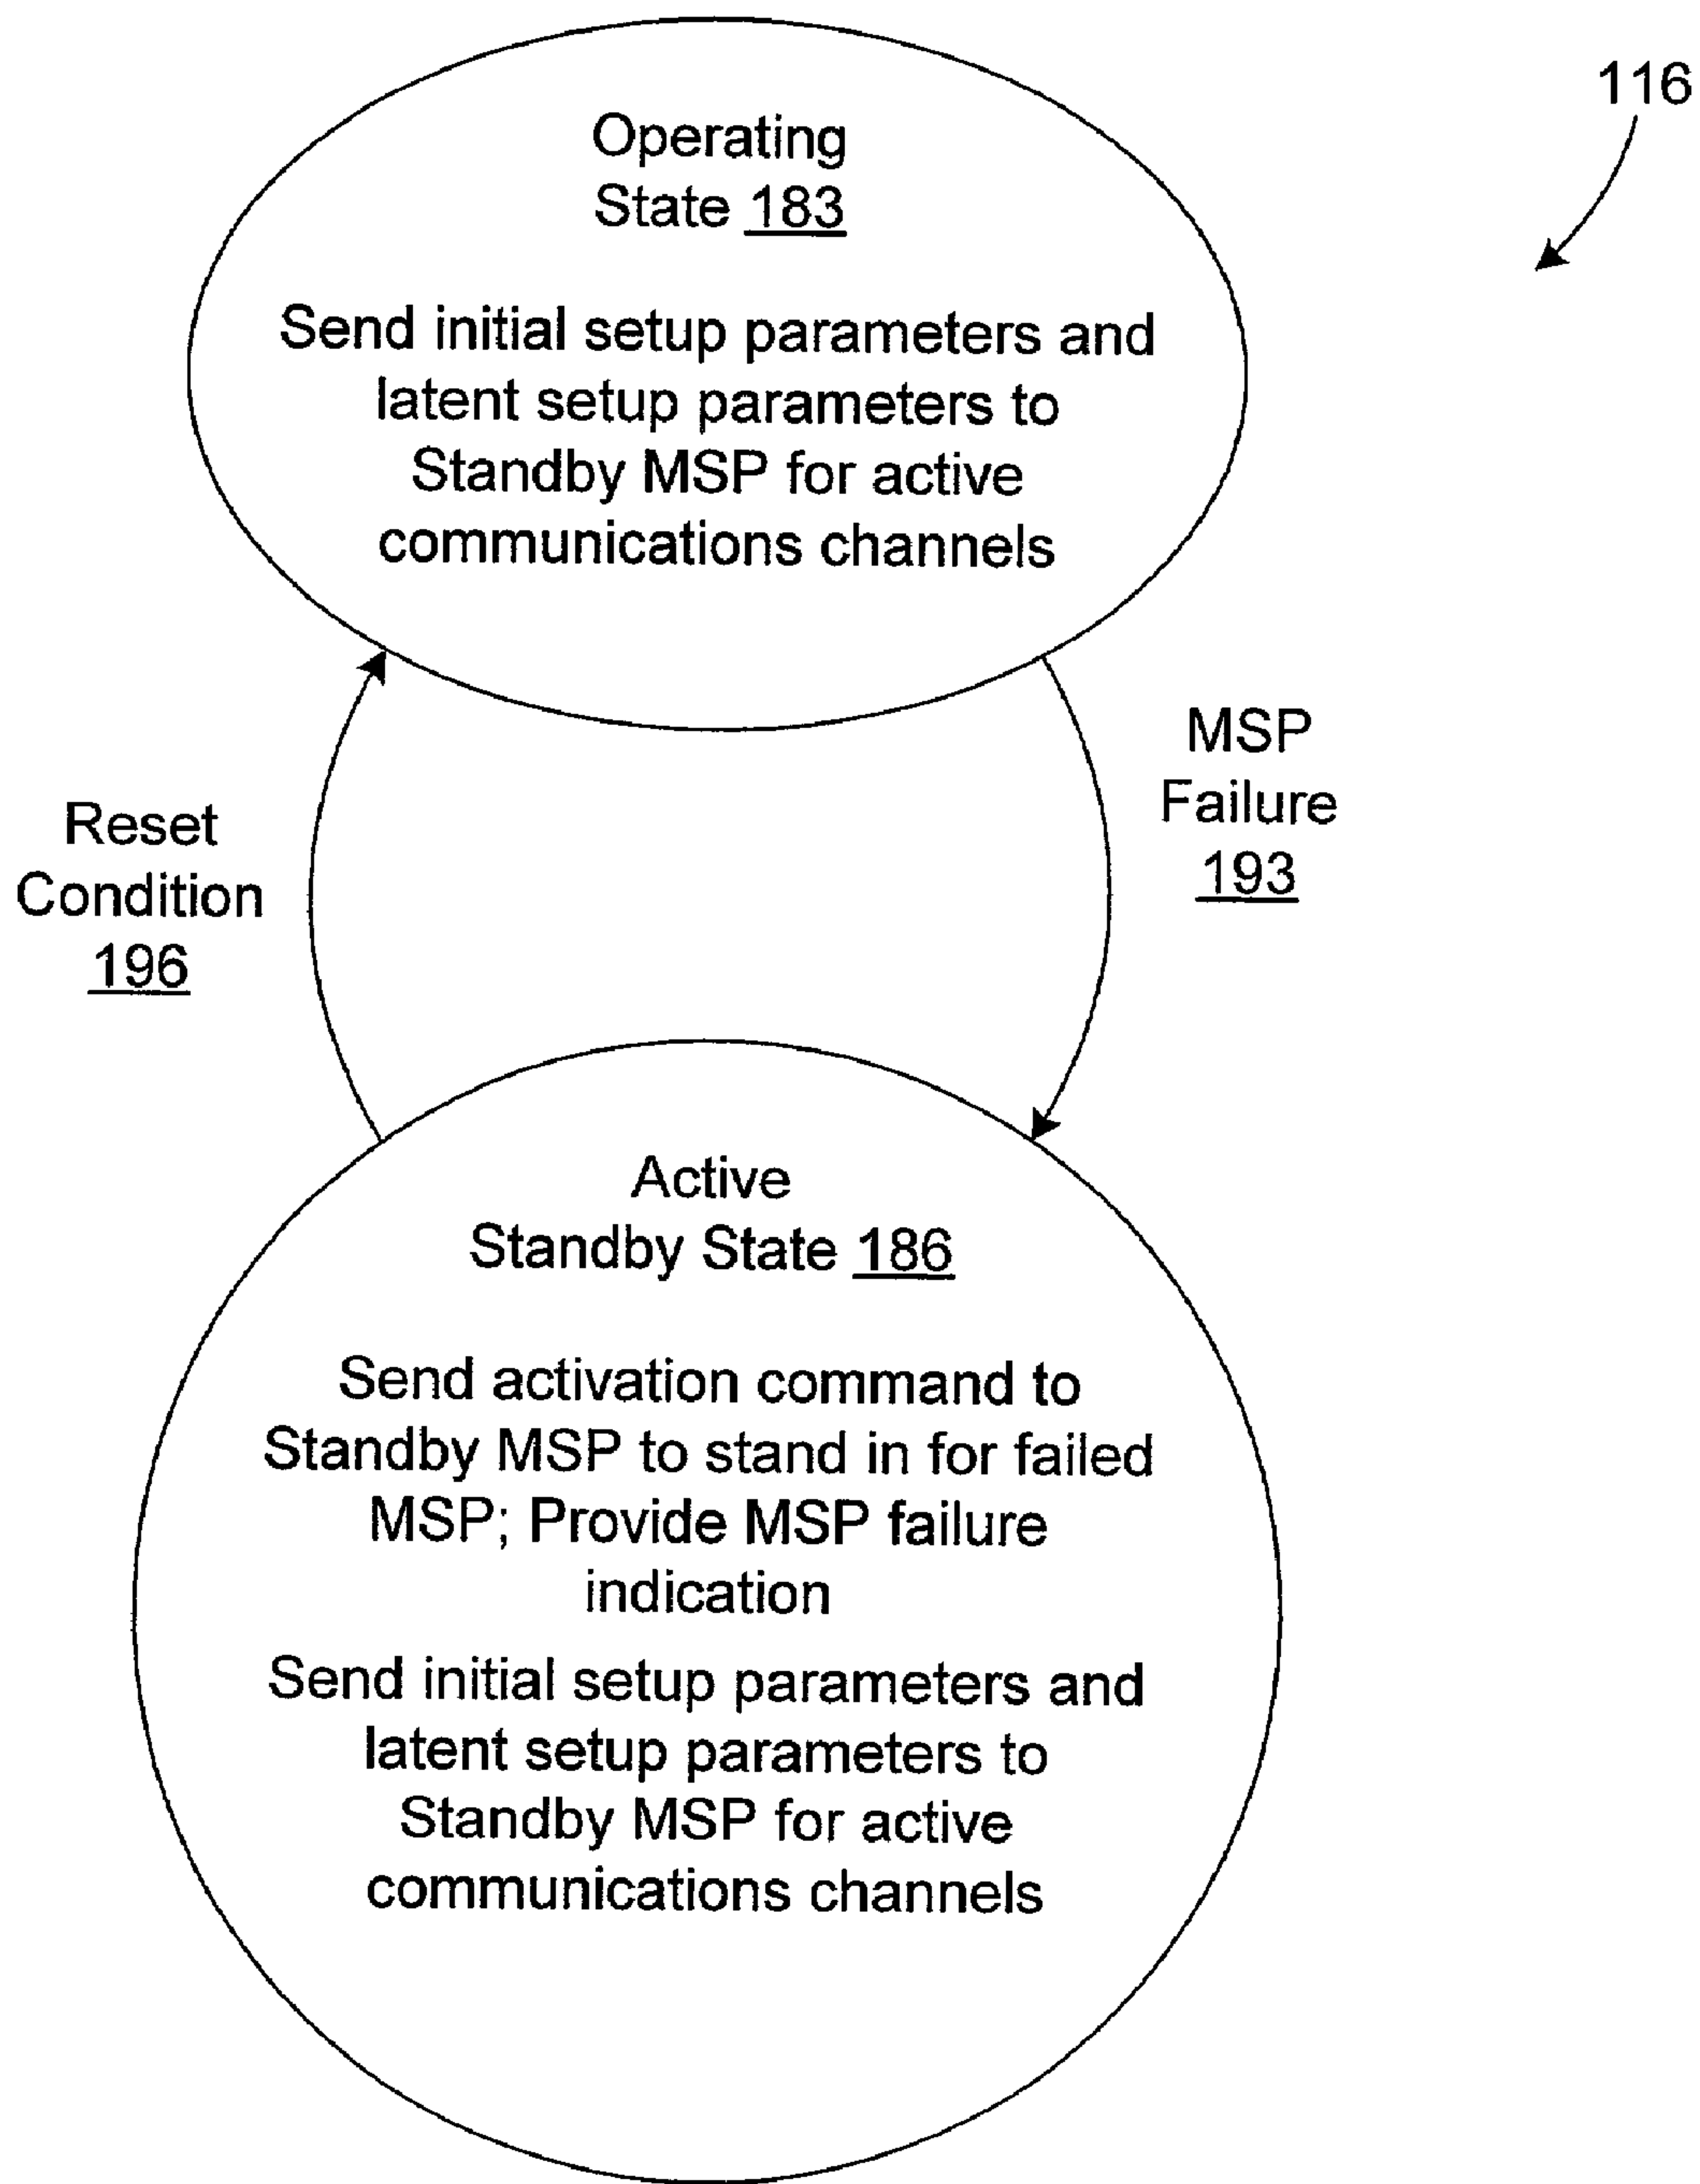 116
Operating
State 183
Send initial setup parameters and
latent setup parameters to
Standby MSP for active
communications channels
MSP
Failure
193
Reset
Condition
196
Active
Standby State 186
Send activation command to
Standby MSP to stand in for failed
MSP; Provide MSP failure
indication
Send initial setup parameters and
latent setup parameters to
Standby MSP for active
communications channels